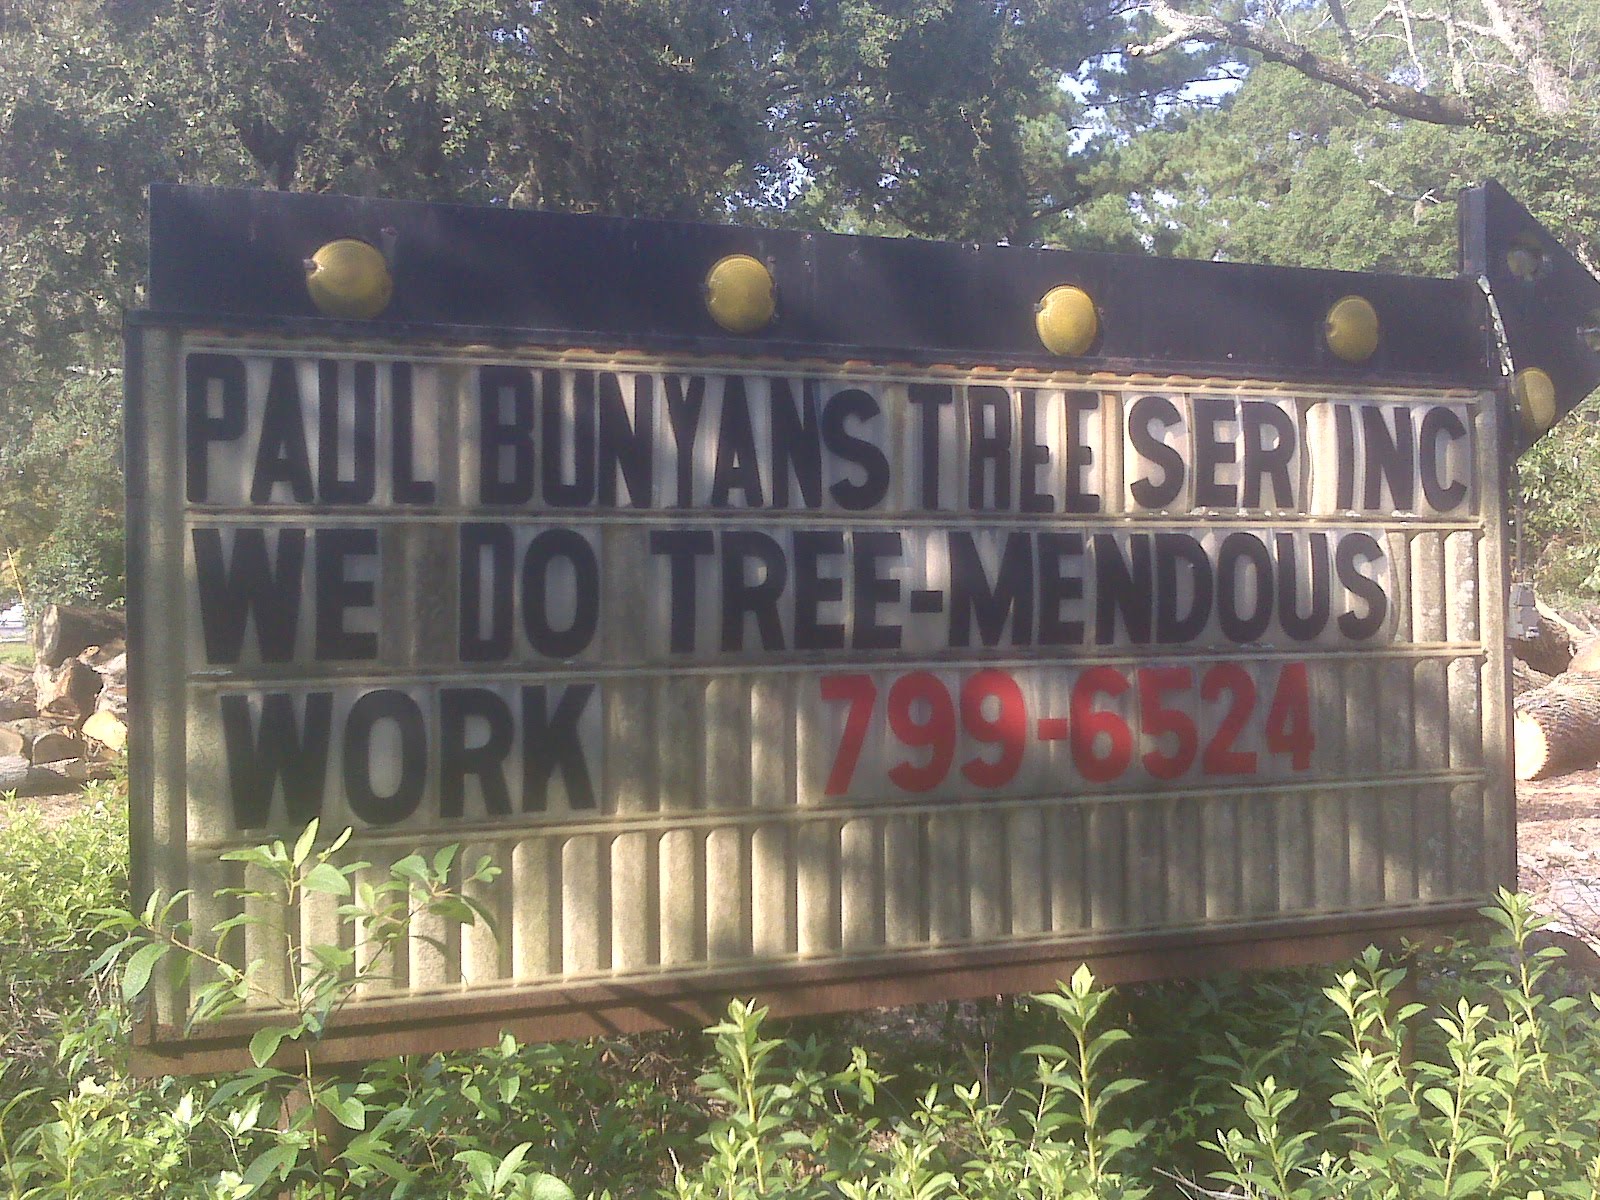 PAUL BUNYANS TREE SER INC
WE DO TREE-MENDOUS
WORK 799-6524